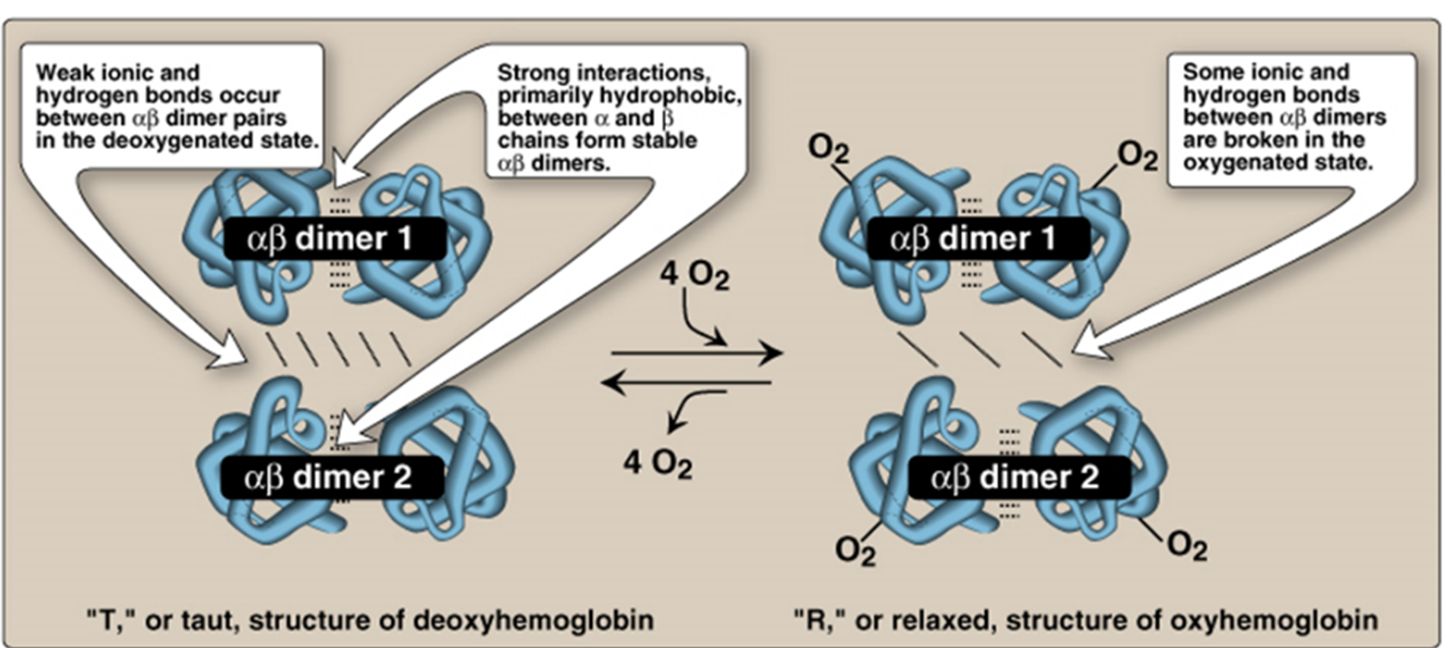 Weak ionic and
hydrogen bonds occur
between αβ dimer pairs
in the deoxygenated state.
Strong interactions,
primarily hydrophobic,
between α and β
chains form stable
αβ dimers.
Some ionic and
hydrogen bonds
between αβ dimers
are broken in the
oxygenated state.
O2
O2
αβ dimer 1
αβ dimer 1
4 O2
4 O2
αβ dimer 2
αβ dimer 2
O2
O2
"T," or taut, structure of deoxyhemoglobin
"R," or relaxed, structure of oxyhemoglobin